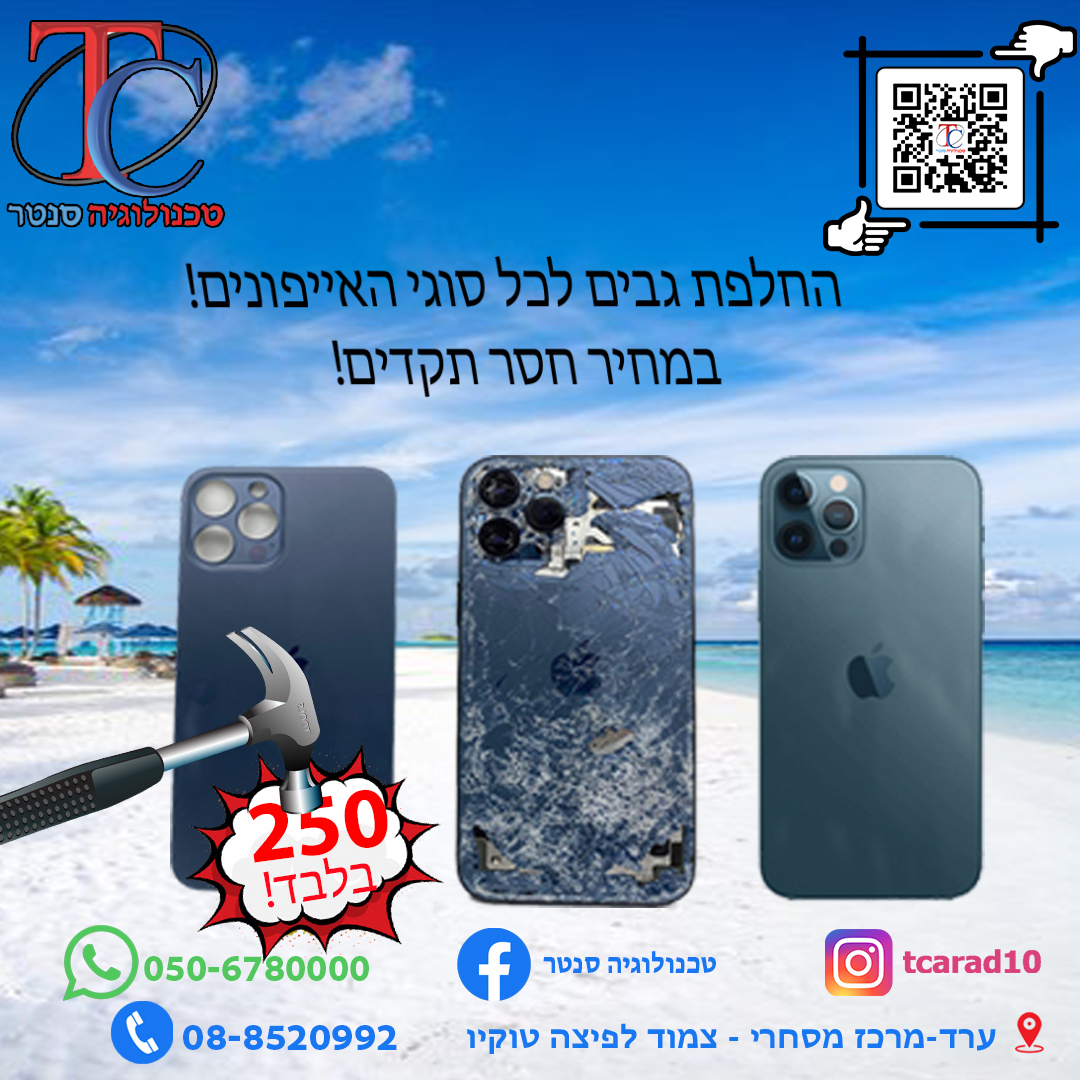 TC
טכנולוגיה סנטר
החלפת גבים לכל סוגי האייפונים!
במחיר חסר תקדים!
250
בלבד!
050-6780000
טכנולוגיה סנטר
tcarad10
08-8520992
ערד-מרכז מסחרי - צמוד לפיצה טוקיו